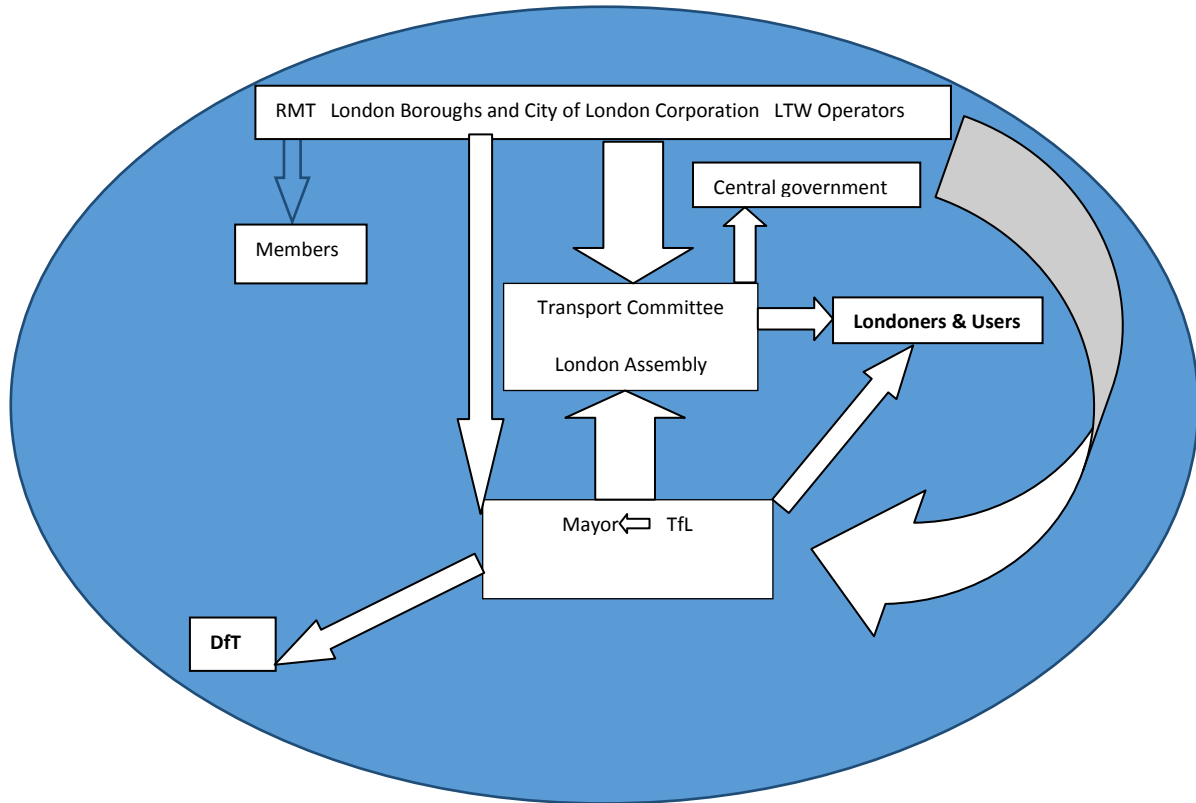 RMT London Boroughs and City of London Corporation LTW Operators
Central government
Members
Transport Committee
London Assembly
Londoners & Users
Mayor TfL
DfT